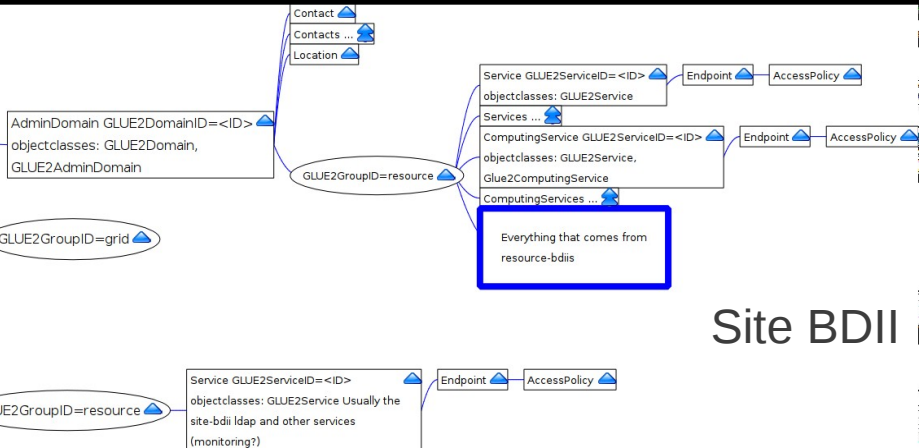 Contact
Contacts ...
Location
Service GLUE2ServiceID=<ID>
objectclasses: GLUE2Service
Endpoint
AccessPolicy
Services ...
AdminDomain GLUE2DomainID=<ID>
objectclasses: GLUE2Domain,
GLUE2AdminDomain
ComputingService GLUE2ServiceID=<ID>
objectclasses: GLUE2Service,
Glue2ComputingService
Endpoint
AccessPolicy
GLUE2GroupID=resource
ComputingServices ...
Everything that comes from
resource-bdiis
GLUE2GroupID=grid
Site BDII
UE2GroupID=resource
Service GLUE2ServiceID=<ID>
objectclasses: GLUE2Service Usually the
site-bdii ldap and other services
(monitoring?)
Endpoint
AccessPolicy